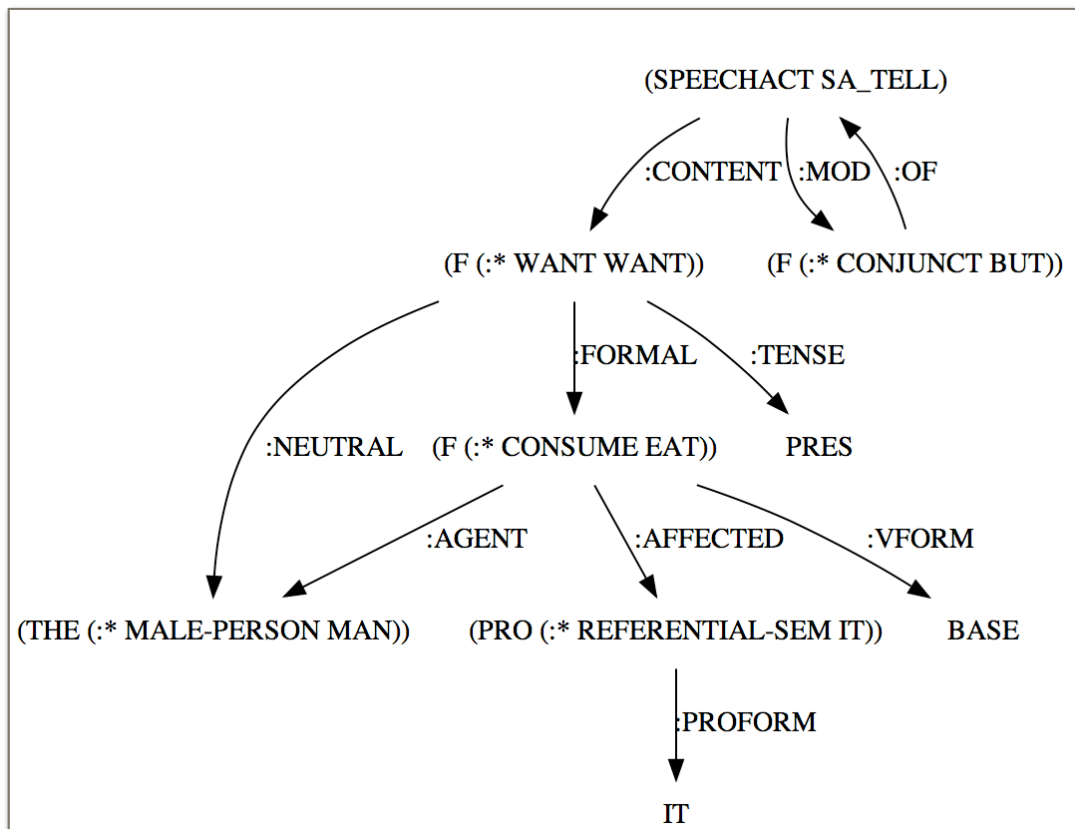 (SPEECHACT SA_TELL)
:CONTENT :MOD :OF
(F (:* WANT WANT)) (F (:* CONJUNCT BUT))
:FORMAL :TENSE
:NEUTRAL (F (:* CONSUME EAT)) PRES
:AGENT :AFFECTED :VFORM
(THE (:* MALE-PERSON MAN)) (PRO (:* REFERENTIAL-SEM IT)) BASE
:PROFORM
IT